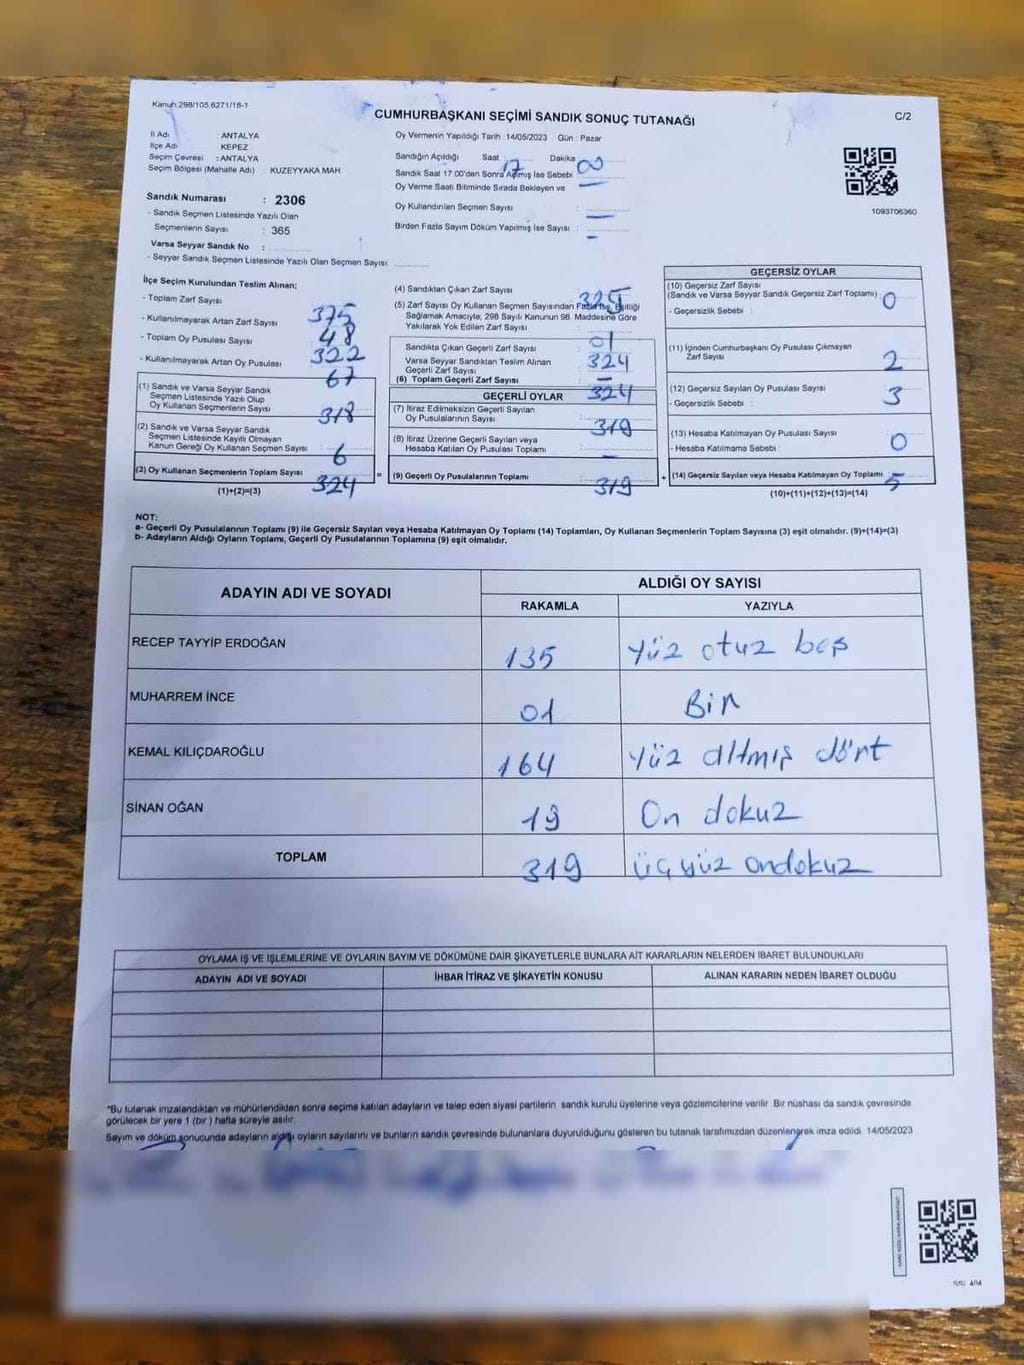 Kanun:298/105,6271/18-1
CUMHURBAŞKANI SEÇİMİ SANDIK SONUÇ TUTANAĞI
C/2
İl Adı ANTALYA
İlçe Adı KEPEZ
Seçim Çevresi : ANTALYA
Seçim Bölgesi (Mahalle Adı) KUZEYYAKA MAH
Oy Vermenin Yapıldığı Tarih :14/05/2023 Gün : Pazar
Sandığın Açıldığı Saat 17 Dakika 00
Sandık Saat 17:00'den Sonra Açılmış İse Sebebi : —
Oy Verme Saati Bitiminde Sırada Bekleyen ve
Oy Kullandırılan Seçmen Sayısı : —
Birden Fazla Sayım Döküm Yapılmış İse Sayısı : —
1093706360
Sandık Numarası : 2306
- Sandık Seçmen Listesinde Yazılı Olan
Seçmenlerin Sayısı : 365
Varsa Seyyar Sandık No :
- Seyyar Sandık Seçmen Listesinde Yazılı Olan Seçmen Sayısı:
İlçe Seçim Kurulundan Teslim Alınan;
- Toplam Zarf Sayısı 375
- Kullanılmayarak Artan Zarf Sayısı 48
- Toplam Oy Pusulası Sayısı 322
- Kullanılmayarak Artan Oy Pusulası 67
(1) Sandık ve Varsa Seyyar Sandık
Seçmen Listesinde Yazılı Olup
Oy Kullanan Seçmenlerin Sayısı 318
(2) Sandık ve Varsa Seyyar Sandık
Seçmen Listesinde Kayıtlı Olmayan
Kanun Gereği Oy Kullanan Seçmen Sayısı 6
(3) Oy Kullanan Seçmenlerin Toplam Sayısı 324
(1)+(2)=(3)
(4) Sandıktan Çıkan Zarf Sayısı 325
(5) Zarf Sayısı Oy Kullanan Seçmen Sayısından Fazla İse, Eşitliği
Sağlamak Amacıyla; 298 Sayılı Kanunun 98. Maddesine Göre
Yakılarak Yok Edilen Zarf Sayısı : 01
Sandıkta Çıkan Geçerli Zarf Sayısı : 324
Varsa Seyyar Sandıktan Teslim Alınan
Geçerli Zarf Sayısı : —
(6) Toplam Geçerli Zarf Sayısı : 324
GEÇERLİ OYLAR
(7) İtiraz Edilmeksizin Geçerli Sayılan
Oy Pusulalarının Sayısı : 319
(8) İtiraz Üzerine Geçerli Sayılan veya
Hesaba Katılan Oy Pusulası Toplamı : —
= (9) Geçerli Oy Pusulalarının Toplamı : 319
GEÇERSİZ OYLAR
(10) Geçersiz Zarf Sayısı
(Sandık ve Varsa Seyyar Sandık Geçersiz Zarf Toplamı) : 0
- Geçersizlik Sebebi :
(11) İçinden Cumhurbaşkanı Oy Pusulası Çıkmayan
Zarf Sayısı : 2
(12) Geçersiz Sayılan Oy Pusulası Sayısı : 3
- Geçersizlik Sebebi :
(13) Hesaba Katılmayan Oy Pusulası Sayısı : 0
- Hesaba Katılmama Sebebi :
+ (14) Geçersiz Sayılan veya Hesaba Katılmayan Oy Toplamı : 5
(10)+(11)+(12)+(13)=(14)
NOT:
a- Geçerli Oy Pusulalarının Toplamı (9) ile Geçersiz Sayılan veya Hesaba Katılmayan Oy Toplamı (14) Toplamları, Oy Kullanan Seçmenlerin Toplam Sayısına (3) eşit olmalıdır. (9)+(14)=(3)
b- Adayların Aldığı Oyların Toplamı, Geçerli Oy Pusulalarının Toplamına (9) eşit olmalıdır.
ADAYIN ADI VE SOYADI ALDIĞI OY SAYISI
RAKAMLA YAZIYLA
RECEP TAYYİP ERDOĞAN 135 Yüz otuz beş
MUHARREM İNCE 01 Bir
KEMAL KILIÇDAROĞLU 164 Yüz altmış dört
SİNAN OĞAN 19 On dokuz
TOPLAM 319 üçyüz ondokuz
OYLAMA İŞ VE İŞLEMLERİNE VE OYLARIN SAYIM VE DÖKÜMÜNE DAİR ŞİKAYETLERLE BUNLARA AİT KARARLARIN NELERDEN İBARET BULUNDUKLARI
ADAYIN ADI VE SOYADI İHBAR İTİRAZ VE ŞİKAYETİN KONUSU ALINAN KARARIN NEDEN İBARET OLDUĞU
*Bu tutanak imzalandıktan ve mühürlendikten sonra seçime katılan adayların ve talep eden siyasi partilerin sandık kurulu üyelerine veya gözlemcilerine verilir. Bir nüshası da sandık çevresinde
görülecek bir yere 1 (bir ) hafta süreyle asılır.
Sayım ve döküm sonucunda adayların aldığı oyların sayılarını ve bunların sandık çevresinde bulunanlara duyurulduğunu gösteren bu tutanak tarafımızdan düzenlenerek imza edildi. 14/05/2023